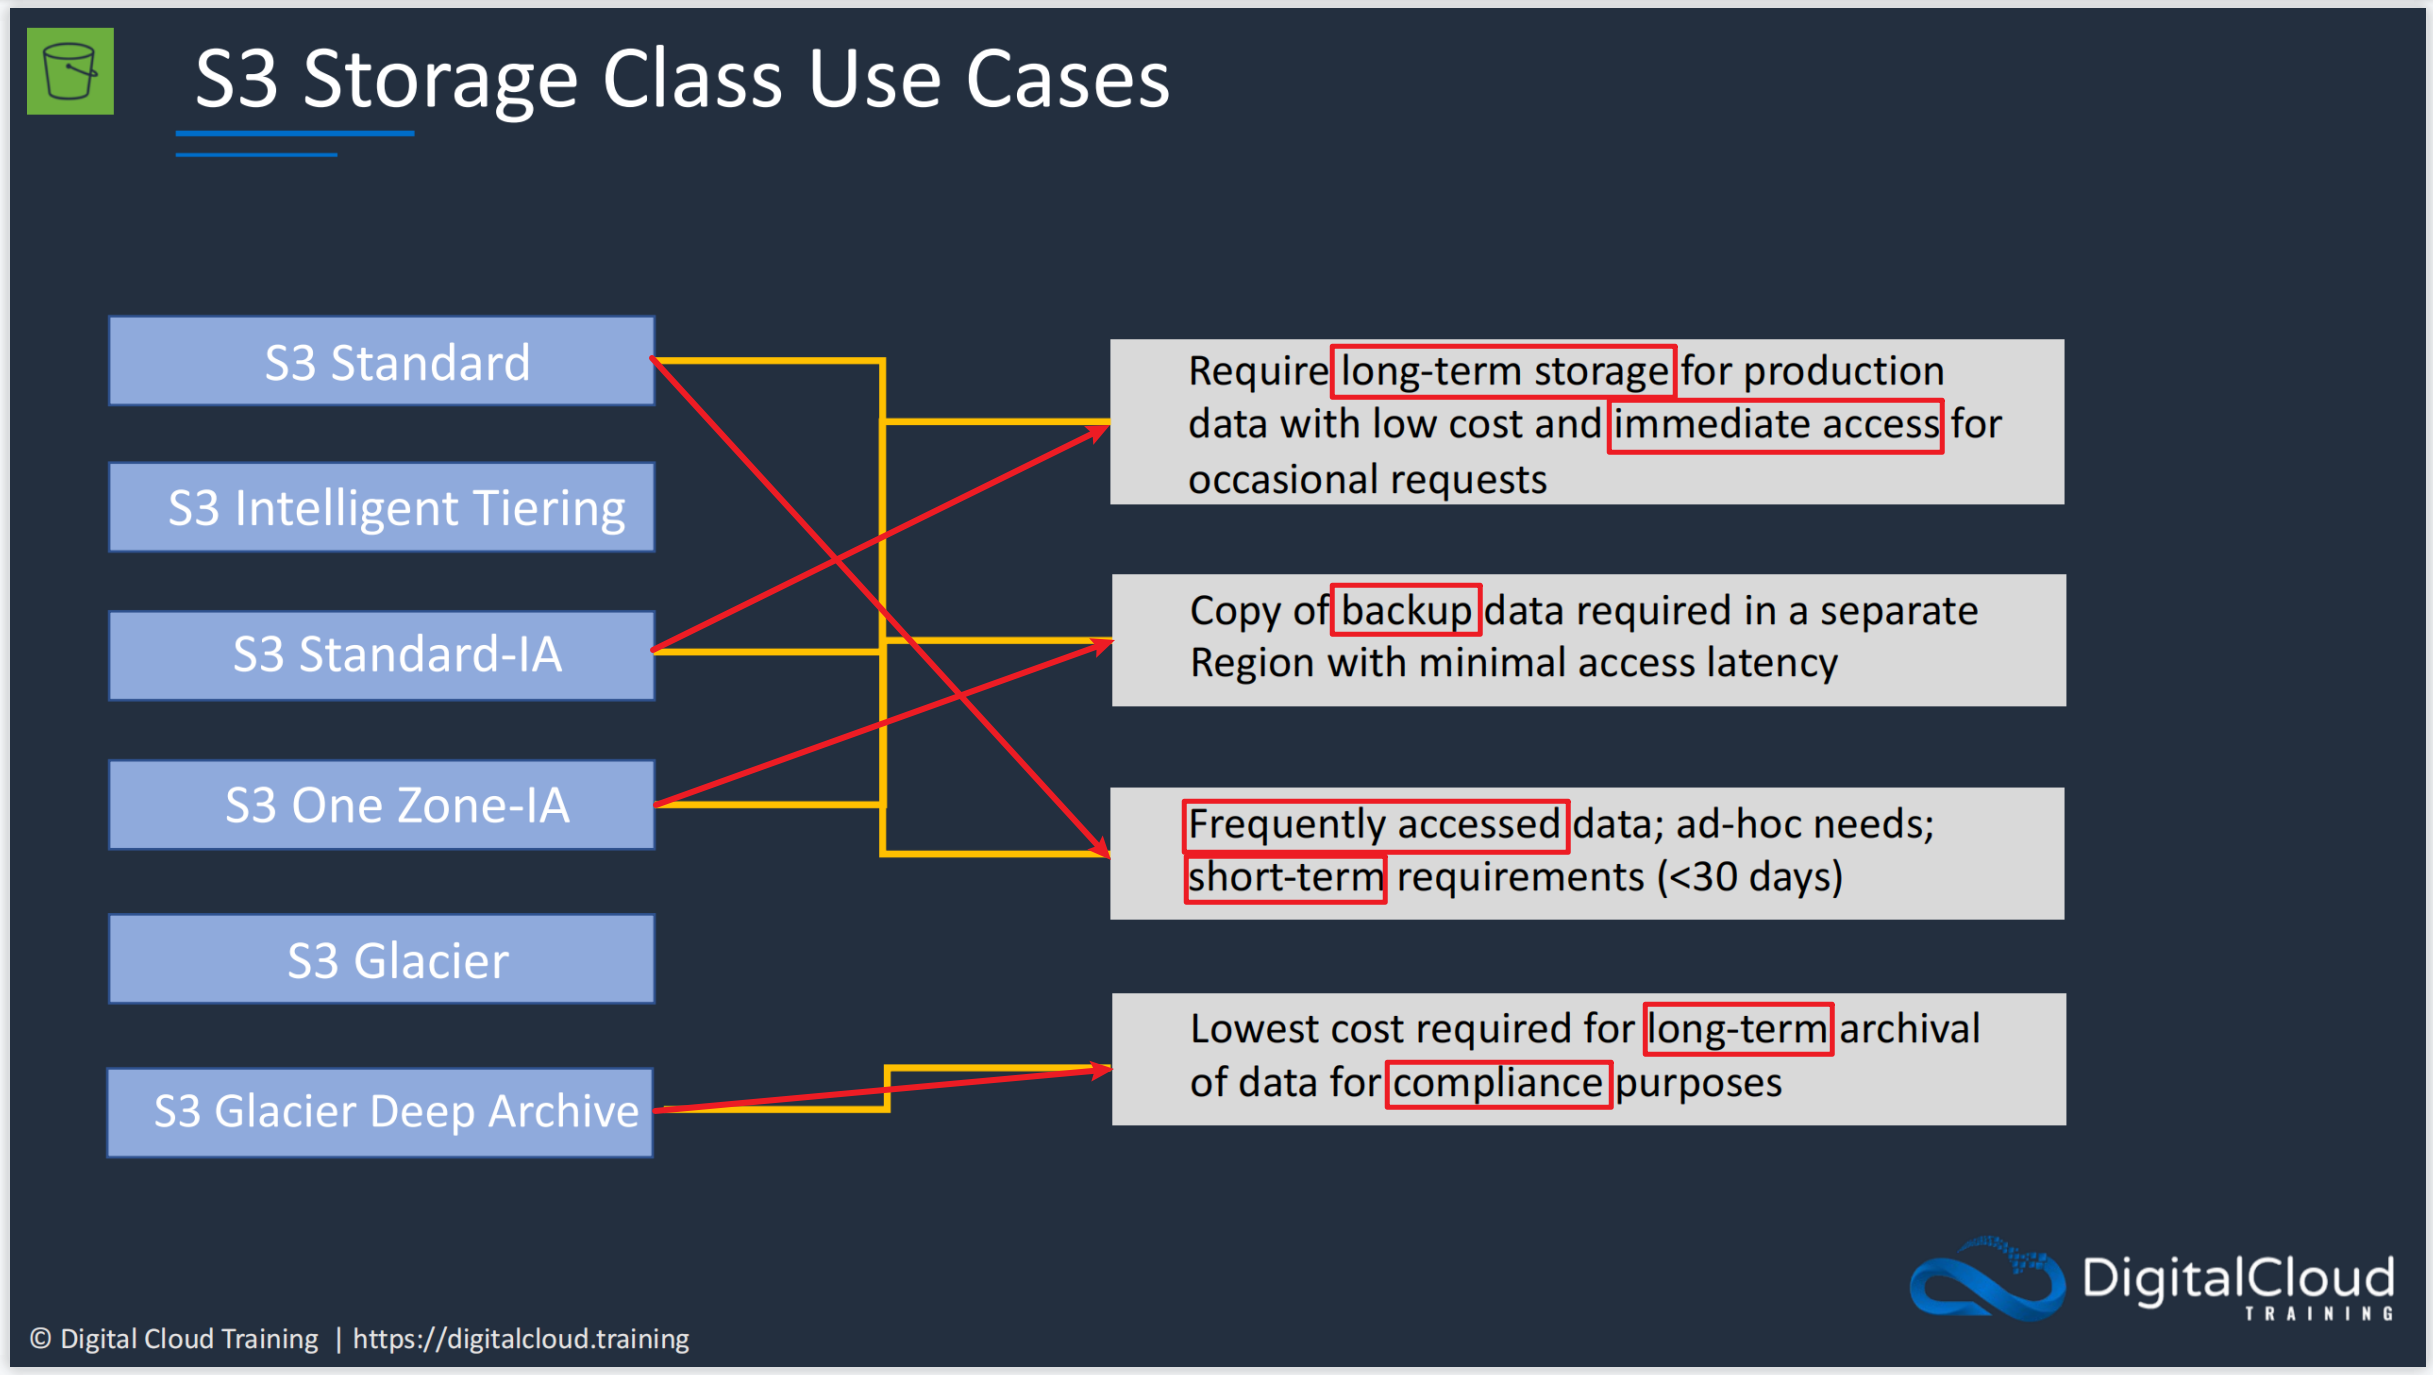 S3 Storage Class Use Cases
S3 Standard
S3 Intelligent Tiering
S3 Standard-IA
S3 One Zone-IA
S3 Glacier
S3 Glacier Deep Archive
Require long-term storage for production
data with low cost and immediate access for
occasional requests
Copy of backup data required in a separate
Region with minimal access latency
Frequently accessed data; ad-hoc needs;
short-term requirements (<30 days)
Lowest cost required for long-term archival
of data for compliance purposes
DigitalCloud
TRAINING
© Digital Cloud Training | https://digitalcloud.training